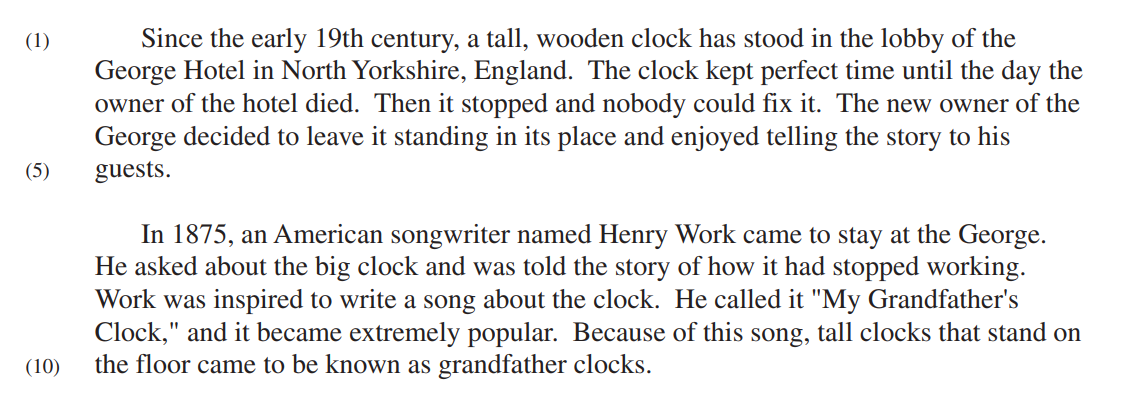 (1) Since the early 19th century, a tall, wooden clock has stood in the lobby of the
George Hotel in North Yorkshire, England. The clock kept perfect time until the day the
owner of the hotel died. Then it stopped and nobody could fix it. The new owner of the
George decided to leave it standing in its place and enjoyed telling the story to his
(5) guests.
In 1875, an American songwriter named Henry Work came to stay at the George.
He asked about the big clock and was told the story of how it had stopped working.
Work was inspired to write a song about the clock. He called it "My Grandfather's
Clock," and it became extremely popular. Because of this song, tall clocks that stand on
(10) the floor came to be known as grandfather clocks.